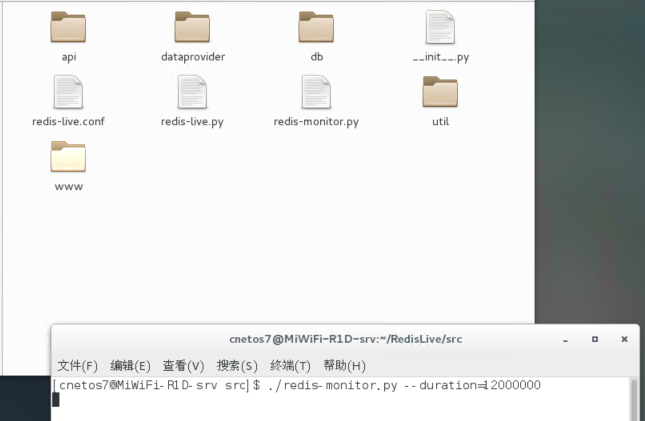 api dataprovider db __init__.py
redis-live.conf redis-live.py redis-monitor.py util
www
cnetos7@MiWiFi-R1D-srv:~/RedisLive/src
文件(F) 编辑(E) 查看(V) 搜索(S) 终端(T) 帮助(H)
[cnetos7@MiWiFi-R1D-srv src]$ ./redis-monitor.py --duration=12000000